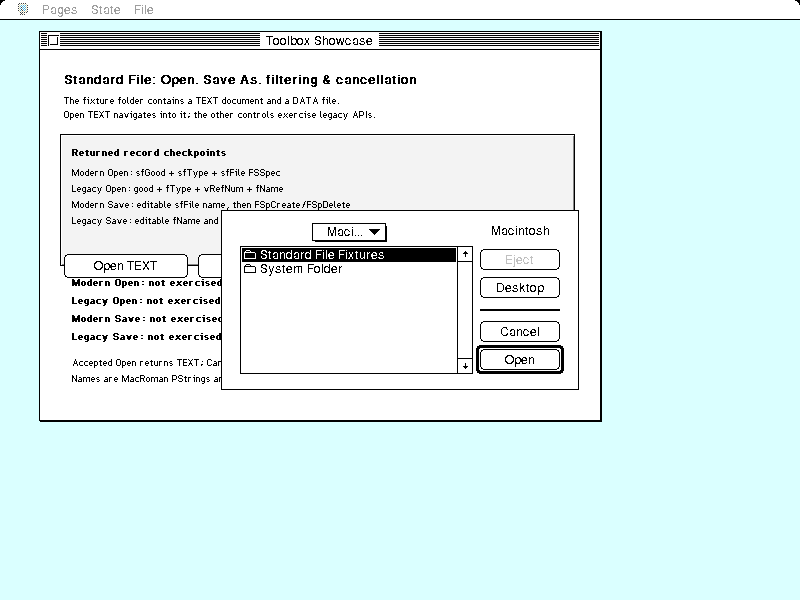 Pages State File
Toolbox Showcase
Standard File: Open. Save As. filtering & cancellation
The fixture folder contains a TEXT document and a DATA file.
Open TEXT navigates into it; the other controls exercise legacy APIs.
Returned record checkpoints
Modern Open: sfGood + sfType + sfFile FSSpec
Legacy Open: good + fType + vRefNum + fName
Modern Save: editable sfFile name, then FSpCreate/FSpDelete
Legacy Save: editable fName and
Open TEXT
Modern Open: not exercised
Legacy Open: not exercised
Modern Save: not exercised
Legacy Save: not exercised
Accepted Open returns TEXT; Can
Names are MacRoman PStrings an
Maci...
Macintosh
Standard File Fixtures
System Folder
Eject
Desktop
Cancel
Open